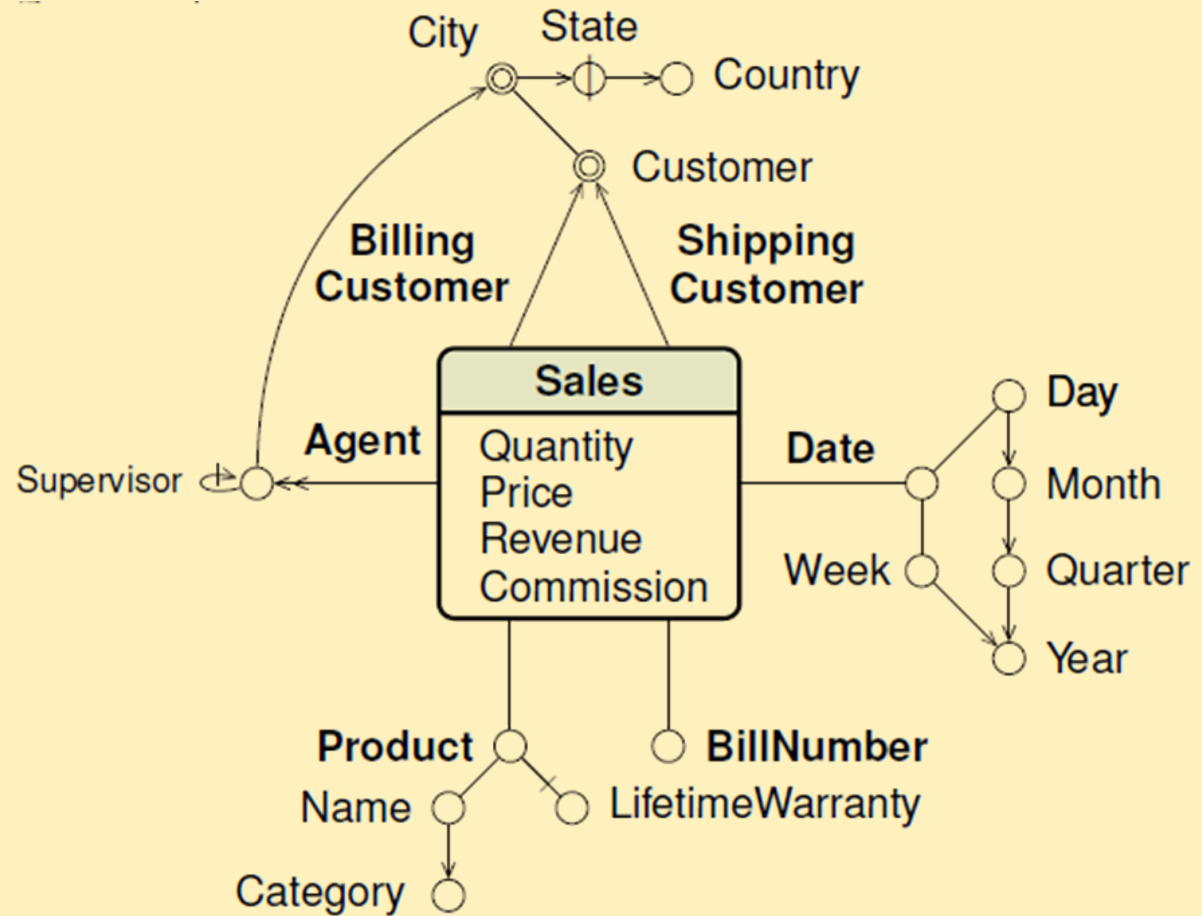 City
State
Country
Customer
Billing
Customer
Shipping
Customer
Sales
Quantity
Price
Revenue
Commission
Agent
Supervisor
Date
Day
Month
Week
Quarter
Year
Product
BillNumber
Name
LifetimeWarranty
Category